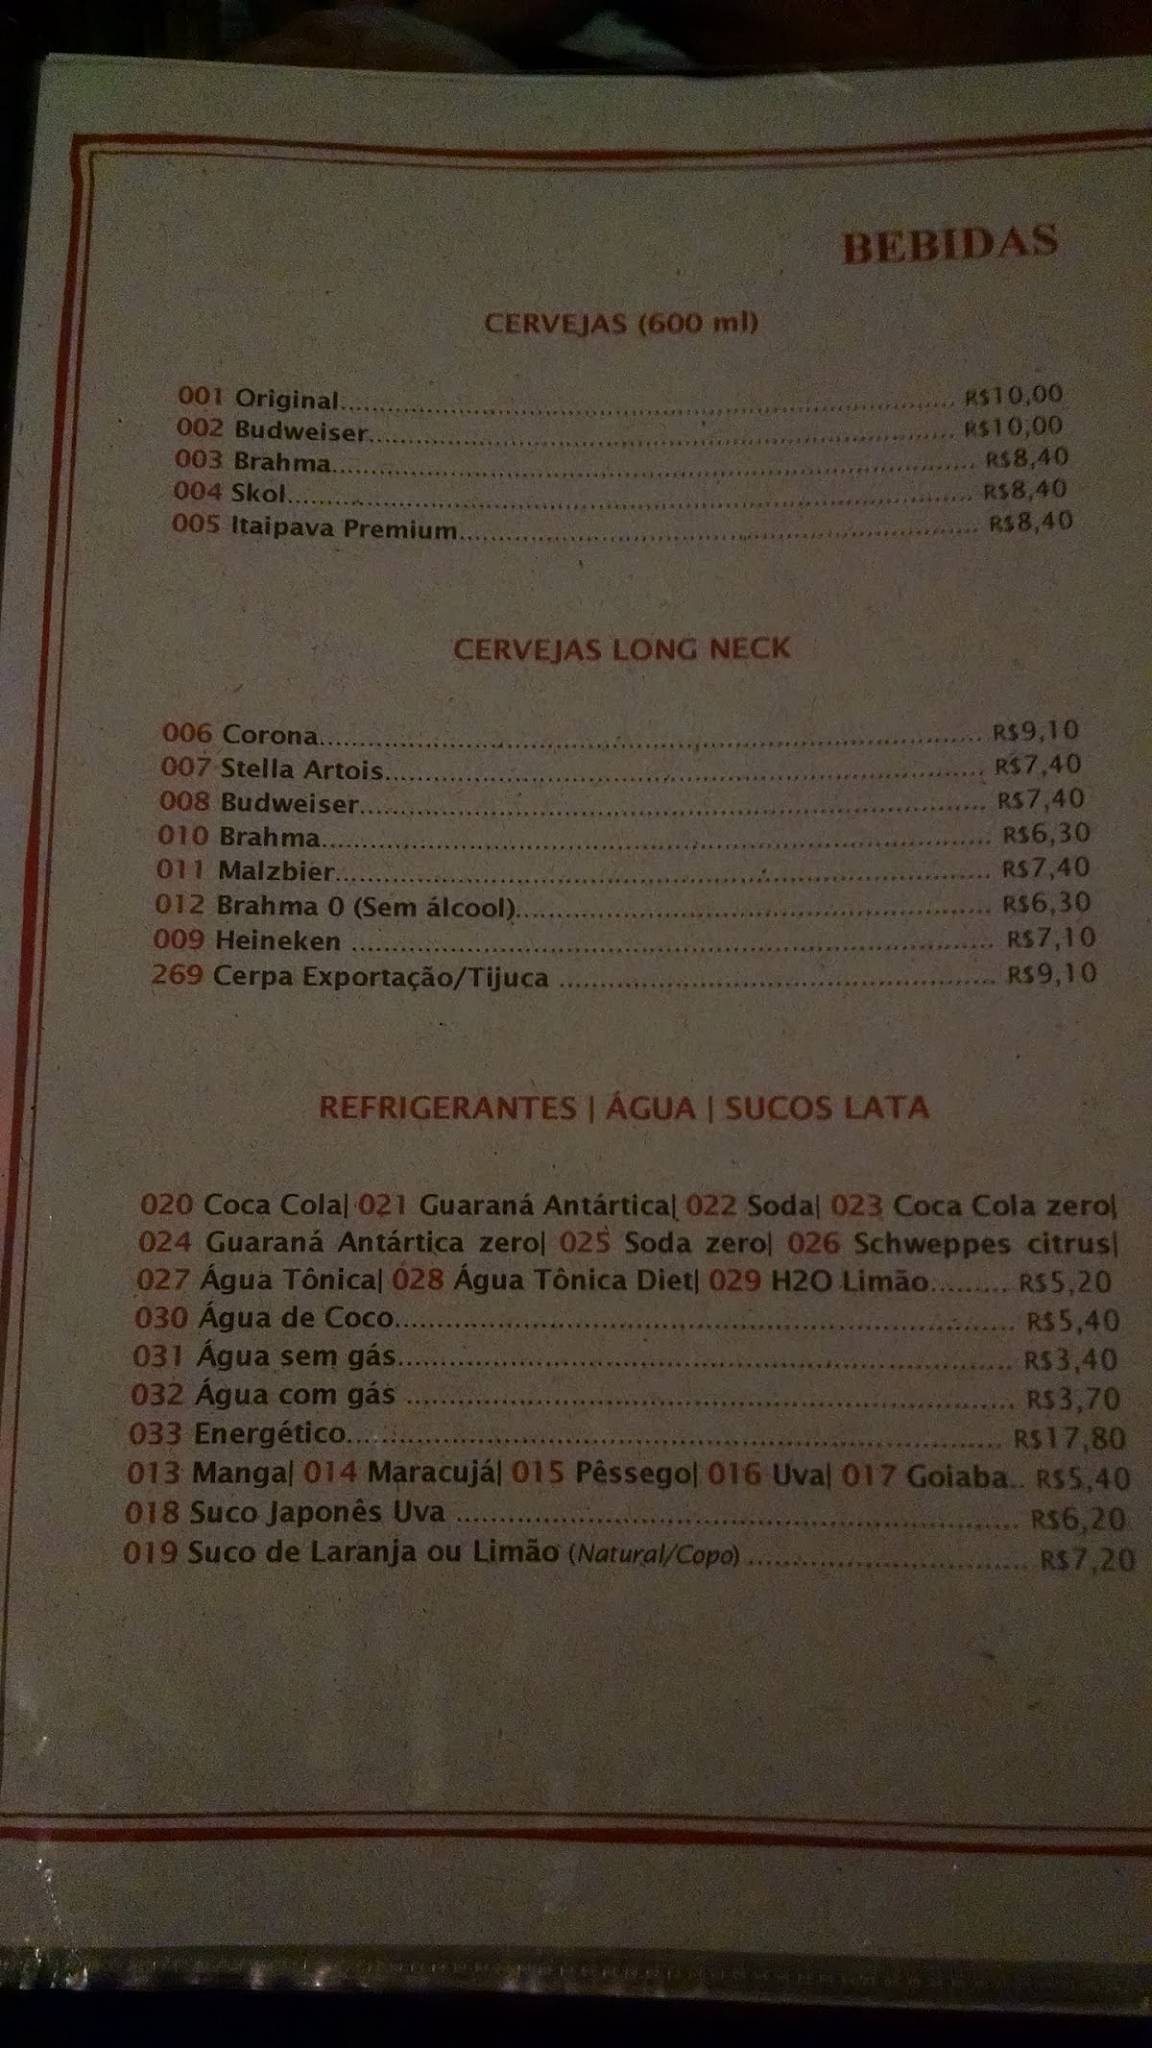 BEBIDAS
CERVEJAS (600 ml)
001 Original.......... R$10,00
002 Budweiser.......... R$10,00
003 Brahma.......... R$8,40
004 Skol.......... R$8,40
005 Itaipava Premium.......... R$8,40
CERVEJAS LONG NECK
006 Corona.......... R$9,10
007 Stella Artois.......... R$7,40
008 Budweiser.......... R$7,40
010 Brahma.......... R$6,30
011 Malzbier.......... R$7,40
012 Brahma 0 (Sem álcool).......... R$6,30
009 Heineken .......... R$7,10
269 Cerpa Exportação/Tijuca .......... R$9,10
REFRIGERANTES | ÁGUA | SUCOS LATA
020 Coca Cola| 021 Guaraná Antártica| 022 Soda| 023 Coca Cola zero|
024 Guaraná Antártica zero| 025 Soda zero| 026 Schweppes citrus|
027 Água Tônica| 028 Água Tônica Diet| 029 H2O Limão......... R$5,20
030 Água de Coco.......... R$5,40
031 Água sem gás.......... R$3,40
032 Água com gás .......... R$3,70
033 Energético.......... R$17,80
013 Manga| 014 Maracujá| 015 Pêssego| 016 Uva| 017 Goiaba.. R$5,40
018 Suco Japonês Uva .......... R$6,20
019 Suco de Laranja ou Limão (Natural/Copo) .......... R$7,20